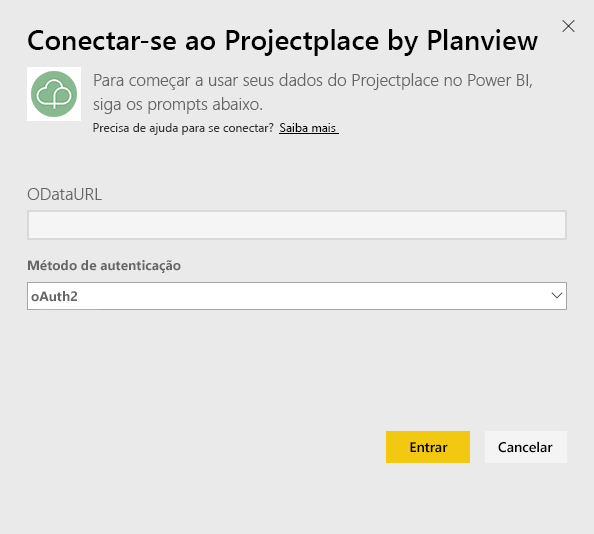 Conectar-se ao Projectplace by Planview
Para começar a usar seus dados do Projectplace no Power BI,
siga os prompts abaixo.
Precisa de ajuda para se conectar? Saiba mais
ODataURL
Método de autenticação
oAuth2
Entrar
Cancelar